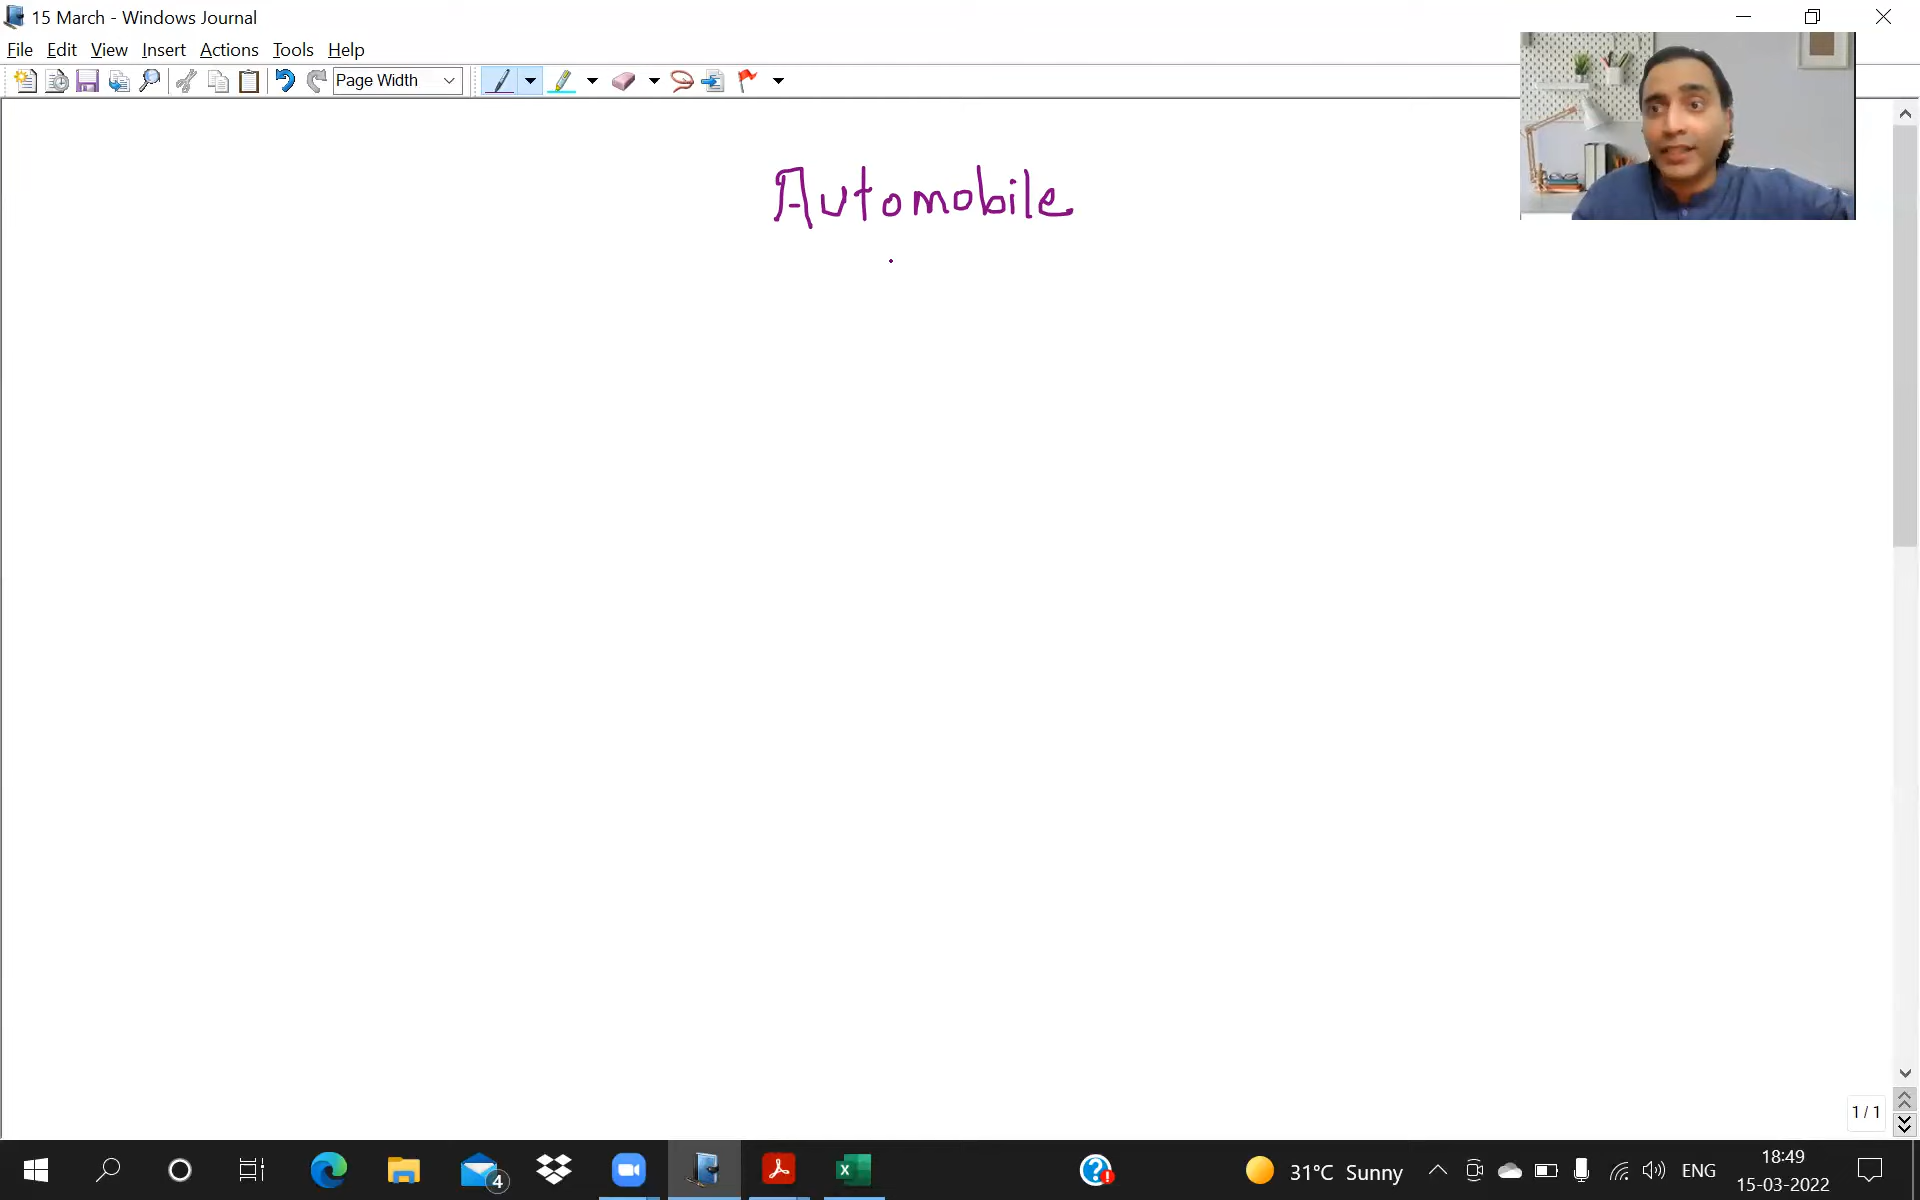 15 March - Windows Journal
File Edit View Insert Actions Tools Help
Page Width
Automobile
1 / 1
4
31°C Sunny
ENG
18:49
15-03-2022